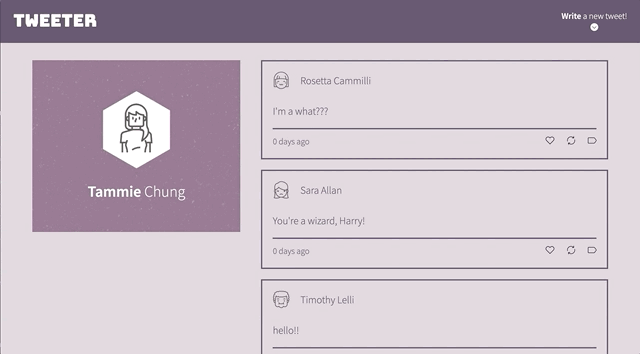 TWEETER
Write a new tweet!
Tammie Chung
Rosetta Cammilli
I'm a what???
0 days ago
Sara Allan
You're a wizard, Harry!
0 days ago
Timothy Lelli
hello!!